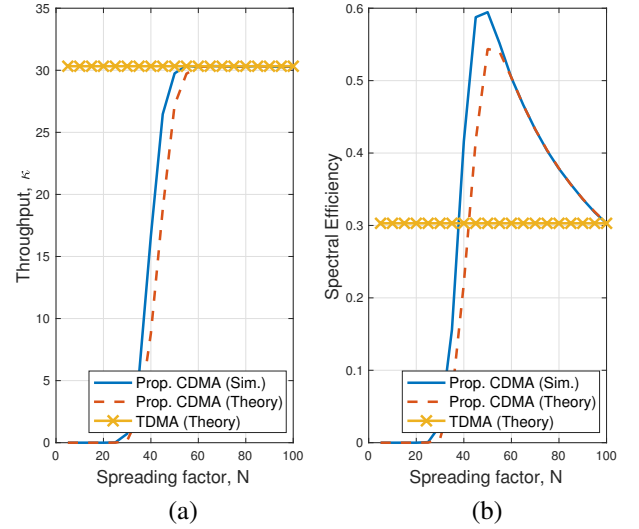 35
30
25
20
15
10
5
0
Throughput, κ
0 20 40 60 80 100
Spreading factor, N
Prop. CDMA (Sim.)
Prop. CDMA (Theory)
TDMA (Theory)
(a)
0.6
0.5
0.4
0.3
0.2
0.1
0
Spectral Efficiency
0 20 40 60 80 100
Spreading factor, N
Prop. CDMA (Sim.)
Prop. CDMA (Theory)
TDMA (Theory)
(b)